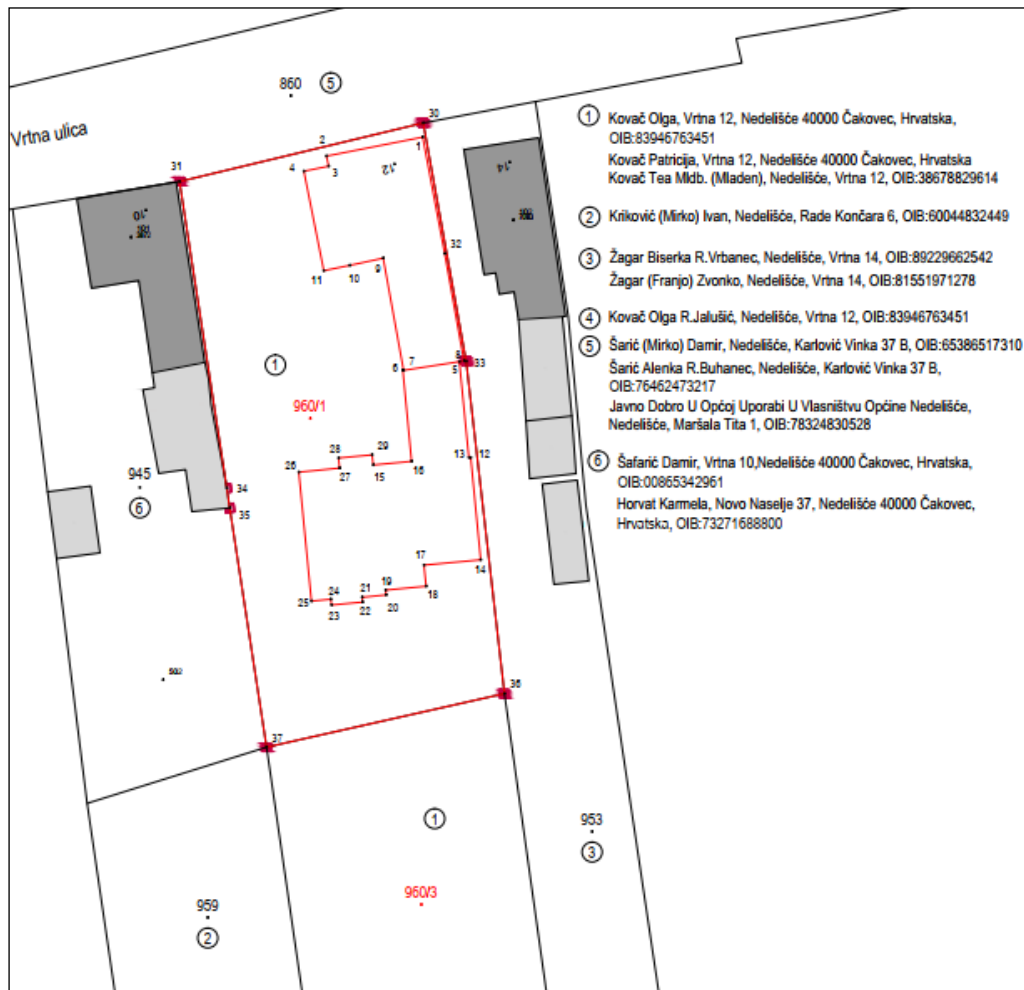 860
5
30
Vrtna ulica
2
1
3
4
.12
31
.14
.10
32
9
10
11
8
33
5
7
6
1
960/1
29
28
27
15
16
26
13
12
945
6
34
35
17
14
18
19
20
21
22
24
23
25
502
36
37
1
953
3
960/3
959
2
1 Kovač Olga, Vrtna 12, Nedelišće 40000 Čakovec, Hrvatska,
OIB:83946763451
Kovač Patricija, Vrtna 12, Nedelišće 40000 Čakovec, Hrvatska
Kovač Tea Mldb. (Mladen), Nedelišće, Vrtna 12, OIB:38678829614
2 Kriković (Mirko) Ivan, Nedelišće, Rade Končara 6, OIB:60044832449
3 Žagar Biserka R.Vrbanec, Nedelišće, Vrtna 14, OIB:89229662542
Žagar (Franjo) Zvonko, Nedelišće, Vrtna 14, OIB:81551971278
4 Kovač Olga R.Jalušić, Nedelišće, Vrtna 12, OIB:83946763451
5 Šarić (Mirko) Damir, Nedelišće, Karlović Vinka 37 B, OIB:65386517310
Šarić Alenka R.Buhanec, Nedelišće, Karlović Vinka 37 B,
OIB:76462473217
Javno Dobro U Općoj Uporabi U Vlasništvu Općine Nedelišće,
Nedelišće, Maršala Tita 1, OIB:78324830528
6 Šafarić Damir, Vrtna 10,Nedelišće 40000 Čakovec, Hrvatska,
OIB:00865342961
Horvat Karmela, Novo Naselje 37, Nedelišće 40000 Čakovec,
Hrvatska, OIB:73271688800